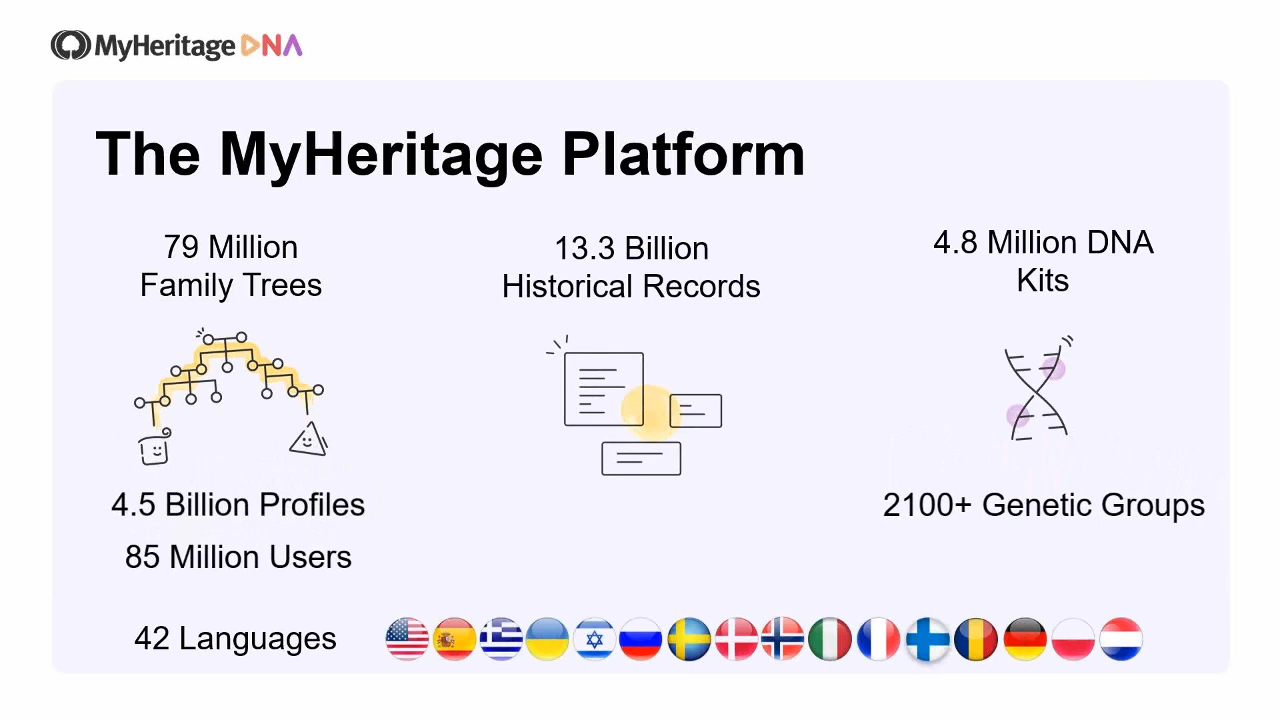 MyHeritage DNA
The MyHeritage Platform
79 Million
Family Trees
13.3 Billion
Historical Records
4.8 Million DNA
Kits
4.5 Billion Profiles
85 Million Users
2100+ Genetic Groups
42 Languages